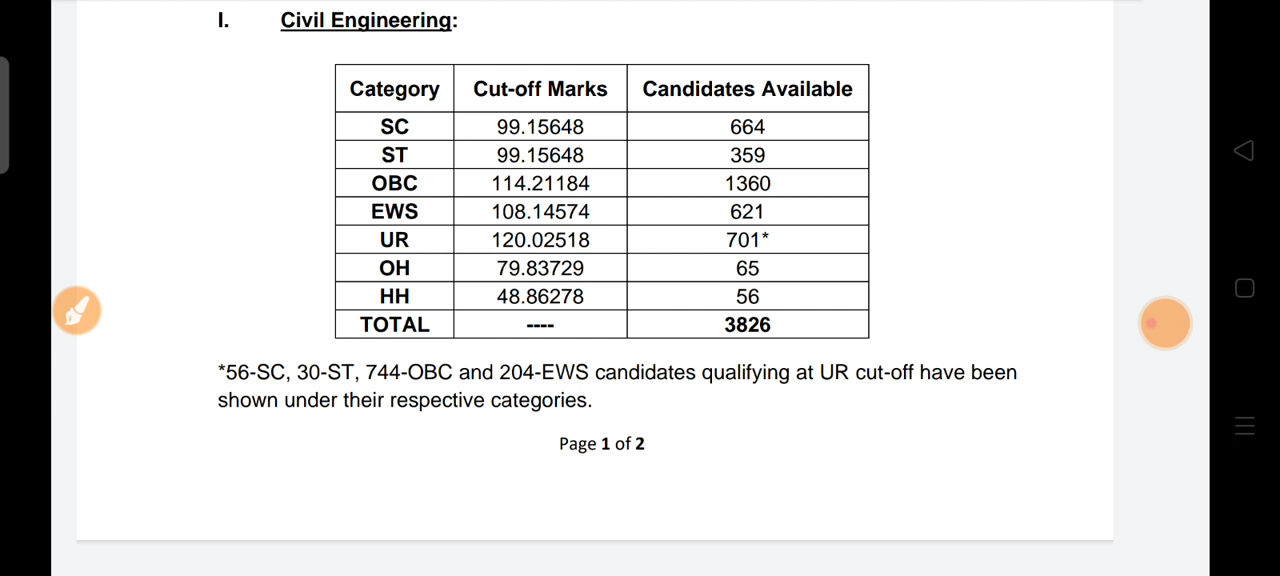 I. Civil Engineering:
Category Cut-off Marks Candidates Available
SC 99.15648 664
ST 99.15648 359
OBC 114.21184 1360
EWS 108.14574 621
UR 120.02518 701*
OH 79.83729 65
HH 48.86278 56
TOTAL ---- 3826
*56-SC, 30-ST, 744-OBC and 204-EWS candidates qualifying at UR cut-off have been
shown under their respective categories.
Page 1 of 2